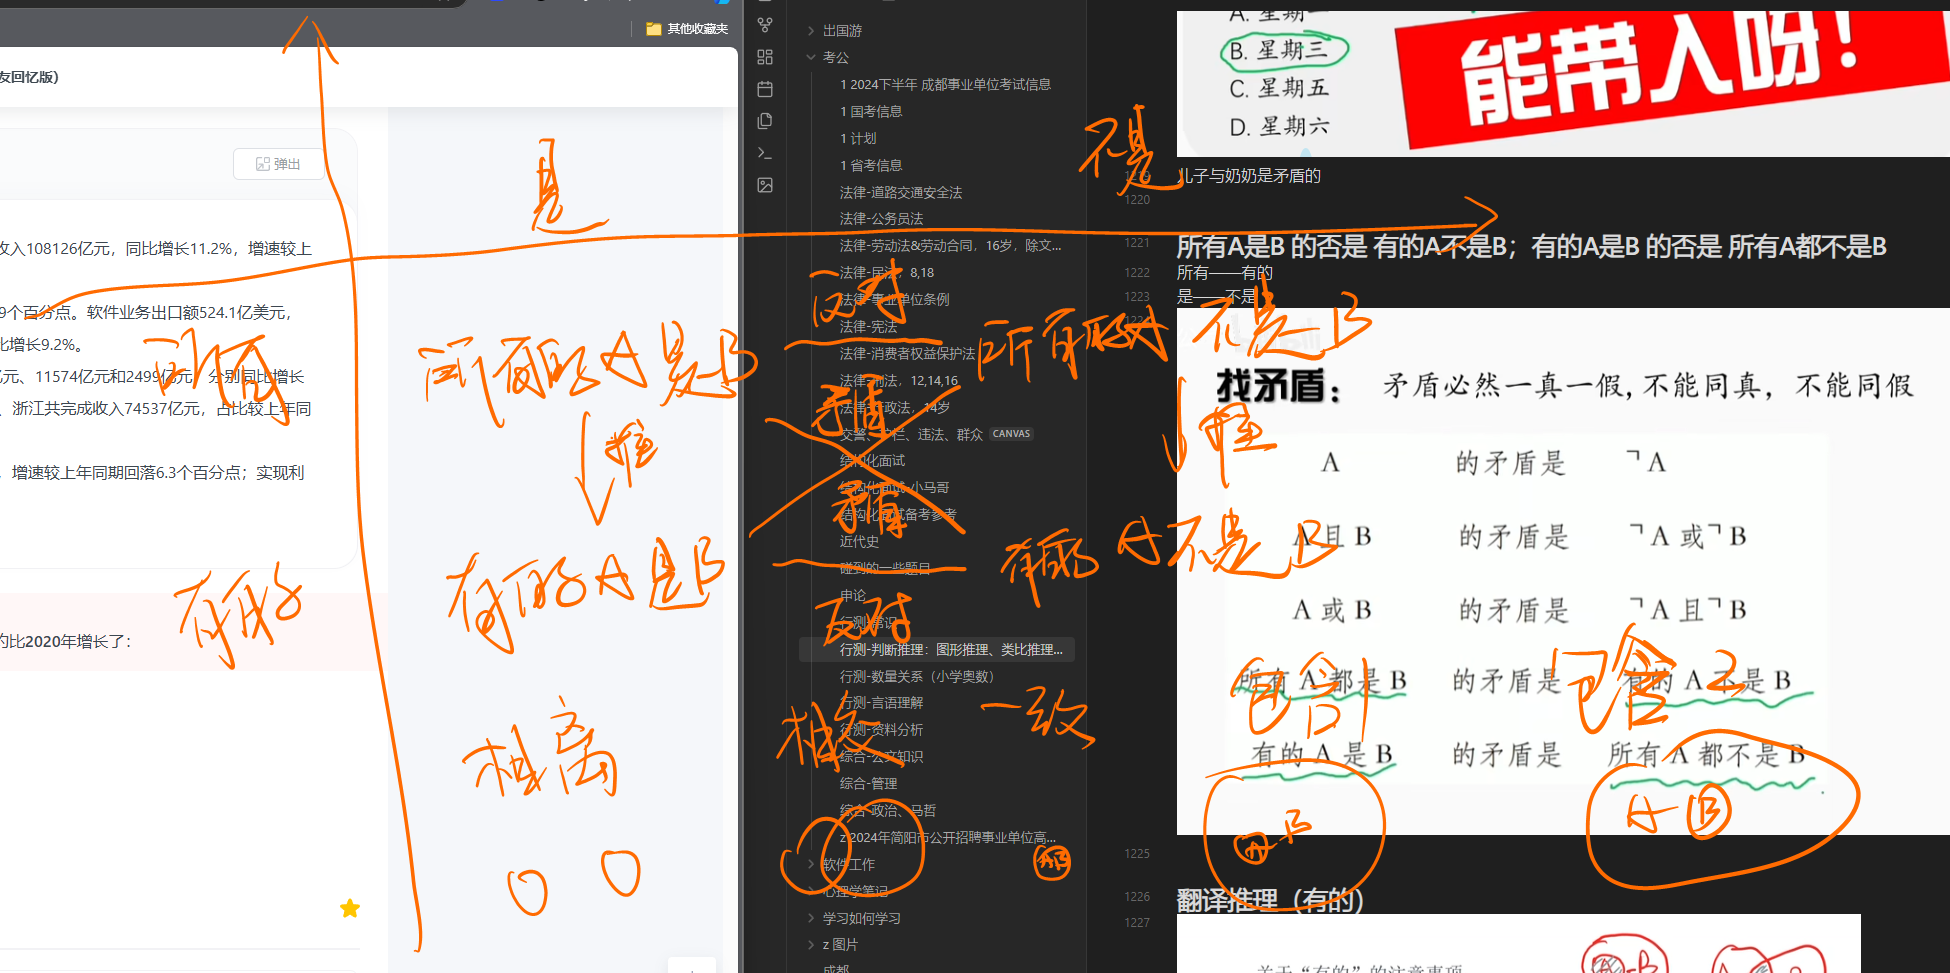 其他收藏夹
友回忆版)
弹出
收入108126亿元，同比增长11.2%，增速较上
9个百分点。软件业务出口额524.1亿美元，
比增长9.2%。
亿元、11574亿元和2499亿元，分别同比增长
、浙江共完成收入74537亿元，占比较上年同
，增速较上年同期回落6.3个百分点；实现利
约比2020年增长了：
是
所有
有的
所有的A是B
推
有的A是B
相离
出国游
考公
1 2024下半年 成都事业单位考试信息
1 国考信息
1 计划
1 省考信息
法律-道路交通安全法
法律-公务员法
法律-劳动法&劳动合同，16岁，除文...
法律-民法，8,18
法律-事业单位条例
法律-宪法
法律-消费者权益保护法
法律-刑法，12,14,16
法律-行政法，14岁
交警、护栏、违法、群众 CANVAS
结构化面试
结构化面试-小马哥
结构化面试备考参考
近代史
碰到的一些题目
申论
行测-常识
行测-判断推理：图形推理、类比推理...
行测-数量关系（小学奥数）
行测-言语理解
行测-资料分析
综合-公文知识
综合-管理
综合-政治、马哲
z 2024年简阳市公开招聘事业单位高...
软件工作
心理学笔记
学习如何学习
z 图片
成都
反对
矛盾
矛盾
反对
相交
一致
不是
所有的A不是B
推
有的A不是B
包含
包含
A B
A B
A B
A. 星期一
B. 星期三
C. 星期五
D. 星期六
能带入呀！
1219
儿子与奶奶是矛盾的
1220
1221
所有A是B 的否是 有的A不是B；有的A是B 的否是 所有A都不是B
1222
所有——有的
1223
是——不是
1224
找矛盾： 矛盾必然一真一假，不能同真，不能同假
A 的矛盾是 ㄱA
A 且 B 的矛盾是 ㄱA 或ㄱB
A 或 B 的矛盾是 ㄱA 且ㄱB
所有 A 都是 B 的矛盾是 有的 A 不是 B
有的 A 是 B 的矛盾是 所有 A 都不是 B
1225
1226
翻译推理（有的）
1227
关于“有的”的注意事项